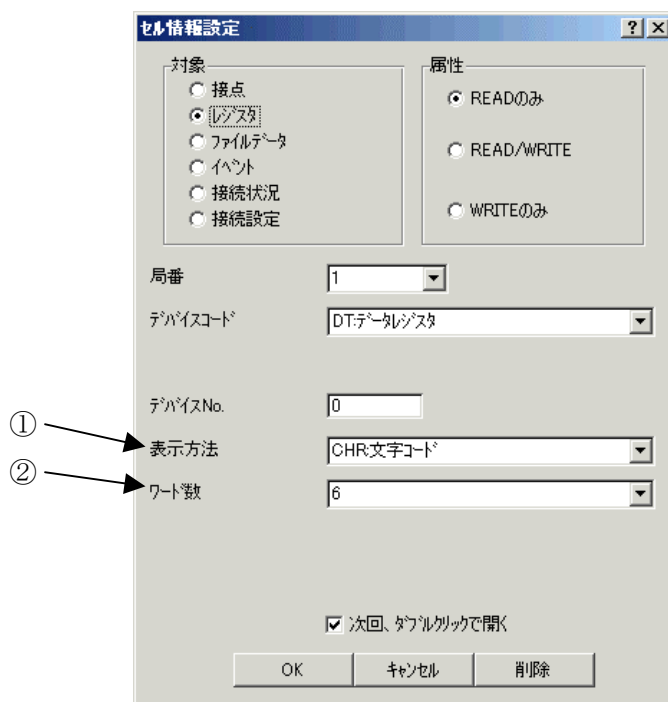 セル情報設定
対象
接点
レジスタ
ファイルデータ
イベント
接続状況
接続設定
属性
READのみ
READ/WRITE
WRITEのみ
局番
1
デバイスコード
DT:データレジスタ
デバイスNo.
0
①
表示方法
CHR:文字コード
②
ワード数
6
次回、ダブルクリックで開く
OK
キャンセル
削除